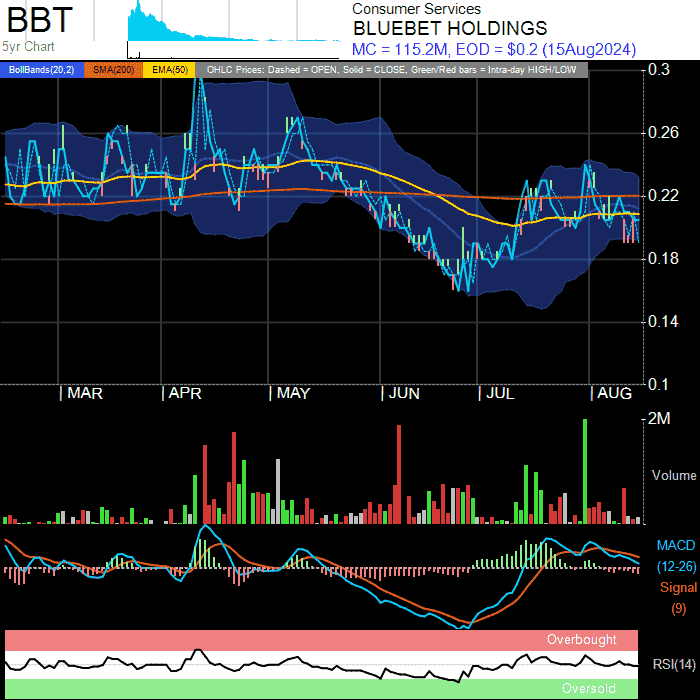 BBT
5yr Chart
Consumer Services
BLUEBET HOLDINGS
MC = 115.2M, EOD = $0.2 (15Aug2024)
BollBands(20,2) SMA(200) EMA(50) OHLC Prices: Dashed = OPEN, Solid = CLOSE, Green/Red bars = Intra-day HIGH/LOW
0.3
0.26
0.22
0.18
0.14
0.1
| MAR | APR | MAY | JUN | JUL | AUG
2M
Volume
MACD
(12-26)
Signal
(9)
Overbought
RSI(14)
Oversold